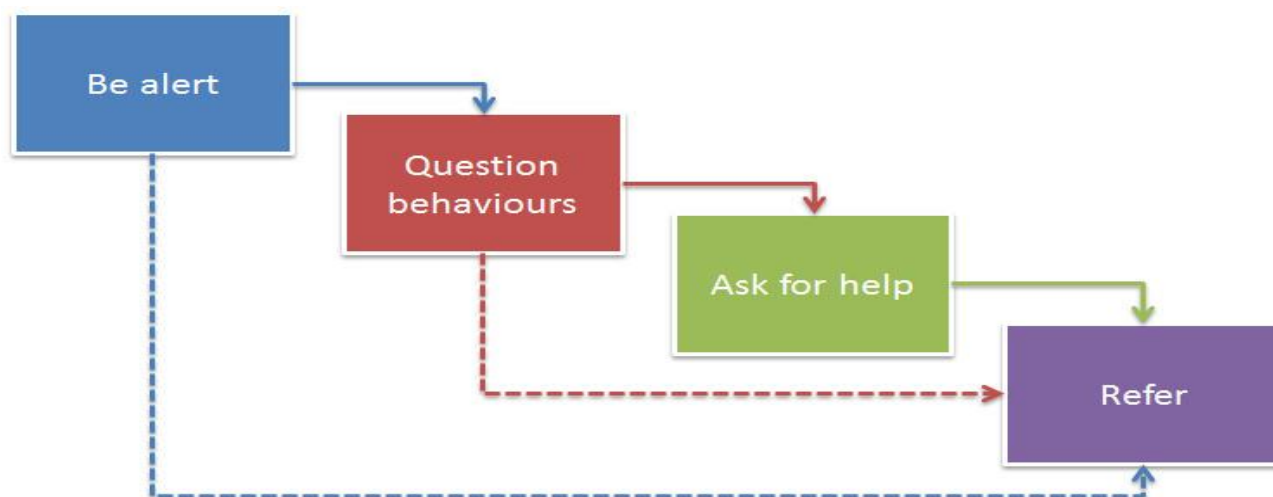 Be alert
Question
behaviours
Ask for help
Refer